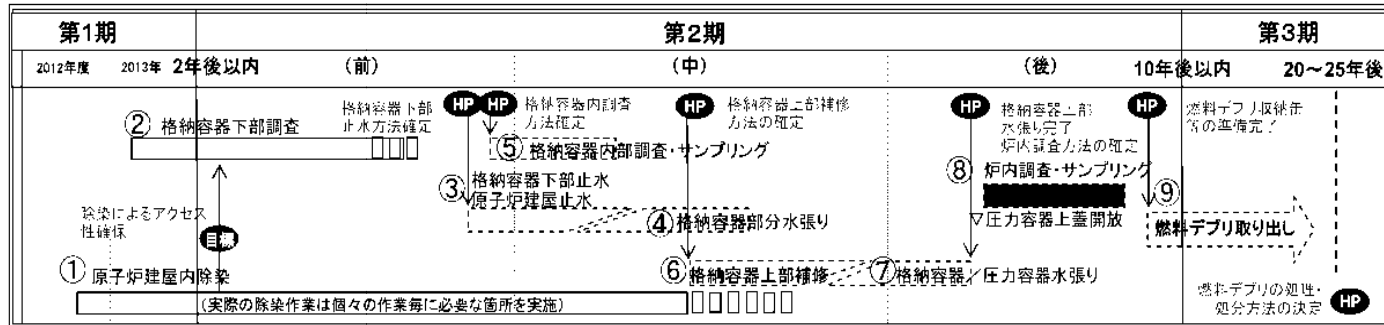 第1期 第2期 第3期
2012年度 2013年 2年後以内 (前) (中) (後) 10年後以内 20～25年後
HP HP HP HP HP
② 格納容器下部調査
格納容器下部
止水方法確定
格納容器内調査
方法確定
⑤ 格納容器内部調査・サンプリング
格納容器上部補修
方法の確定
格納容器上部
水張り完了
炉内調査方法の確定
⑧ 炉内調査・サンプリング
▽圧力容器上蓋開放
燃料デブリ収納缶
等の準備完了
⑨
燃料デブリ取り出し
③ 格納容器下部止水
原子炉建屋止水
④ 格納容器部分水張り
除染によるアクセス
性確保
目標
① 原子炉建屋内除染
(実際の除染作業は個々の作業毎に必要な箇所を実施)
⑥ 格納容器上部補修
⑦ 格納容器／圧力容器水張り
燃料デブリの処理・
処分方法の決定
HP